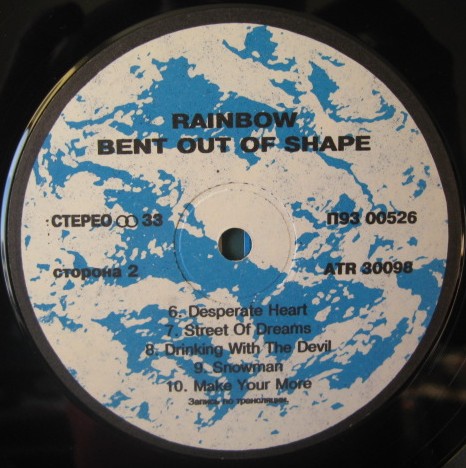 RAINBOW
BENT OUT OF SHAPE
СТЕРЕО ꝏ 33
П93 00526
сторона 2
ATR 30098
6. Desperate Heart
7. Street Of Dreams
8. Drinking With The Devil
9. Snowman
10. Make Your More
Запись по трансляции.